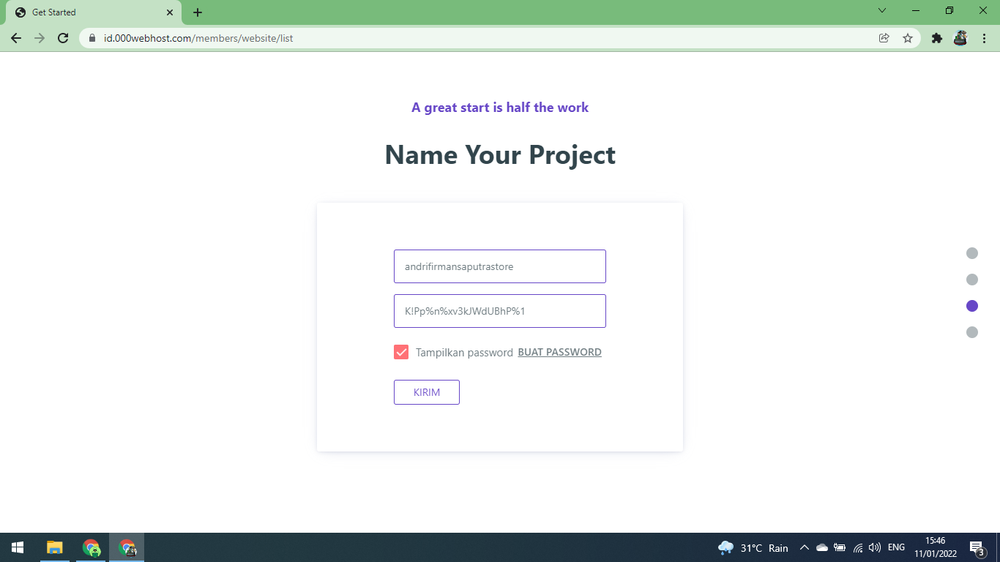 Get Started
id.000webhost.com/members/website/list
A great start is half the work
Name Your Project
andrifirmansaputrastore
K!Pp%n%xv3kJWdUBhP%1
Tampilkan password BUAT PASSWORD
KIRIM
31°C Rain
ENG
15:46
11/01/2022
3